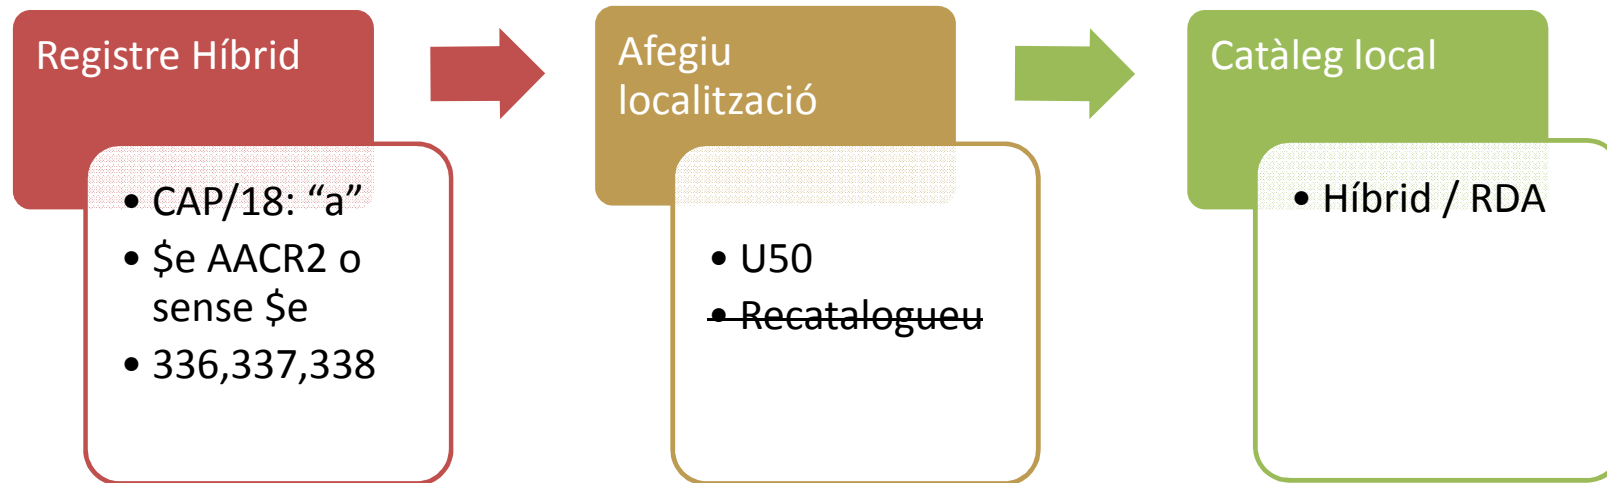 Registre Híbrid
• CAP/18: “a”
• $e AACR2 o
sense $e
• 336,337,338
Afegiu
localització
• U50
• Recatalogueu
Catàleg local
• Híbrid / RDA